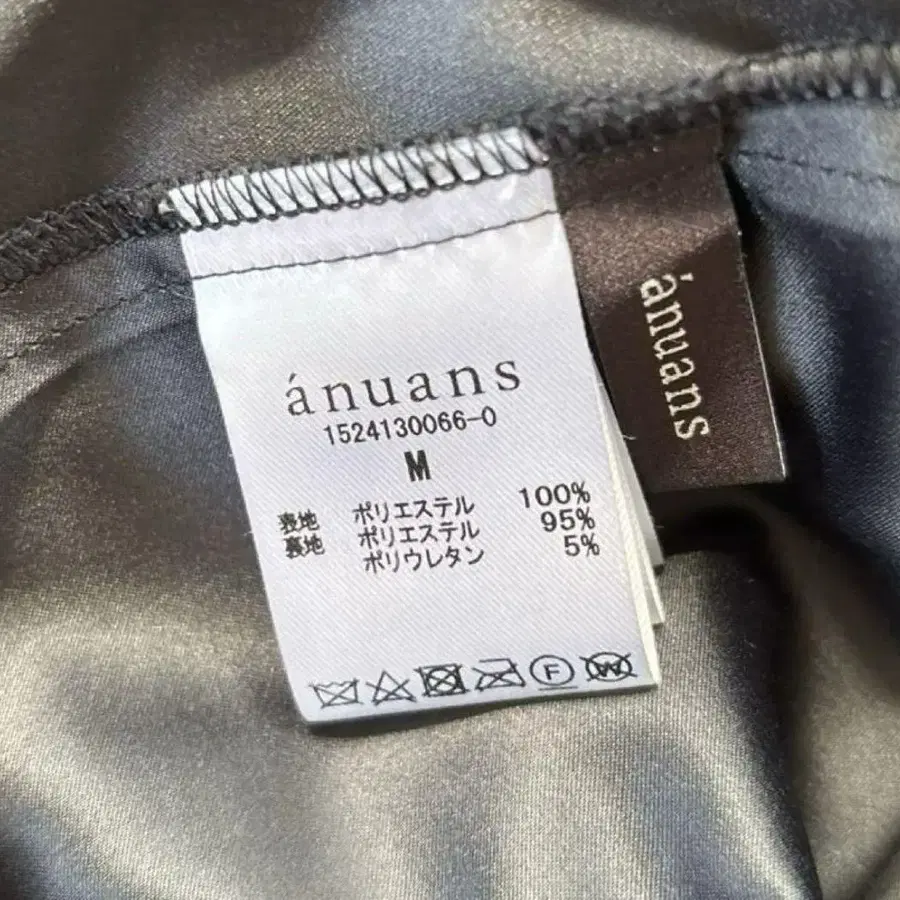 ánuans
1524130066-0
M
表地 ポリエステル 100%
裏地 ポリエステル 95%
ポリウレタン 5%
F
W
ánuans